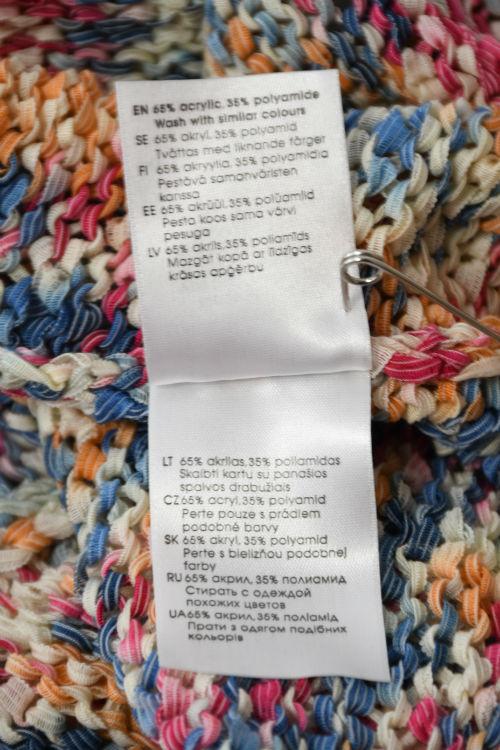 EN 65% acrylic, 35% polyamide
Wash with similar colours
SE 65% akryl, 35% polyamid
Tvättas med liknande färger
FI 65% akryylia, 35% polyamidia
Pestävä samanväristen
kanssa
EE 65% akrüül, 35% polüamiid
Pesta koos sama värvi
pesuga
LV 65% akrils, 35% poliamīds
Mazgāt kopā ar līdzīgas
krāsas apģērbu
LT 65% akrilas, 35% poliamidas
Skalbti kartu su panašios
spalvos drabužiais
CZ 65% acryl, 35% polyamid
Perte pouze s prádlem
podobné barvy
SK 65% akryl, 35% polyamid
Perte s bielizňou podobnej
farby
RU 65% акрил, 35% полиамид
Стирать с одеждой
похожих цветов
UA 65% акрил, 35% поліамід
Прати з одягом подібних
кольорів